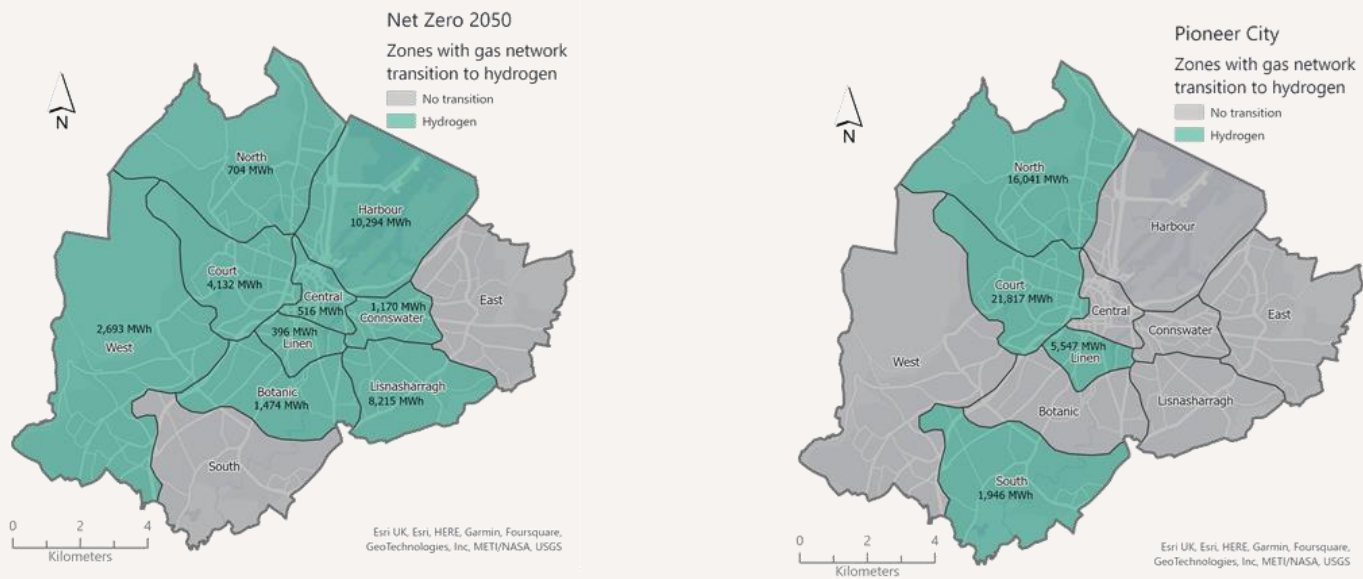 Net Zero 2050
Zones with gas network
transition to hydrogen
No transition
Hydrogen
N
North
704 MWh
Harbour
10,294 MWh
Court
4,132 MWh
Central
516 MWh
1,170 MWh
Connswater
East
2,693 MWh
West
396 MWh
Linen
Botanic
1,474 MWh
Lisnasharragh
8,215 MWh
South
0 2 4
Kilometers
Esri UK, Esri, HERE, Garmin, Foursquare,
GeoTechnologies, Inc, METI/NASA, USGS
Pioneer City
Zones with gas network
transition to hydrogen
No transition
Hydrogen
N
North
16,041 MWh
Harbour
Court
21,817 MWh
Central
Connswater
East
5,547 MWh
Linen
West
Botanic
Lisnasharragh
South
1,946 MWh
0 2 4
Kilometers
Esri UK, Esri, HERE, Garmin, Foursquare,
GeoTechnologies, Inc, METI/NASA, USGS